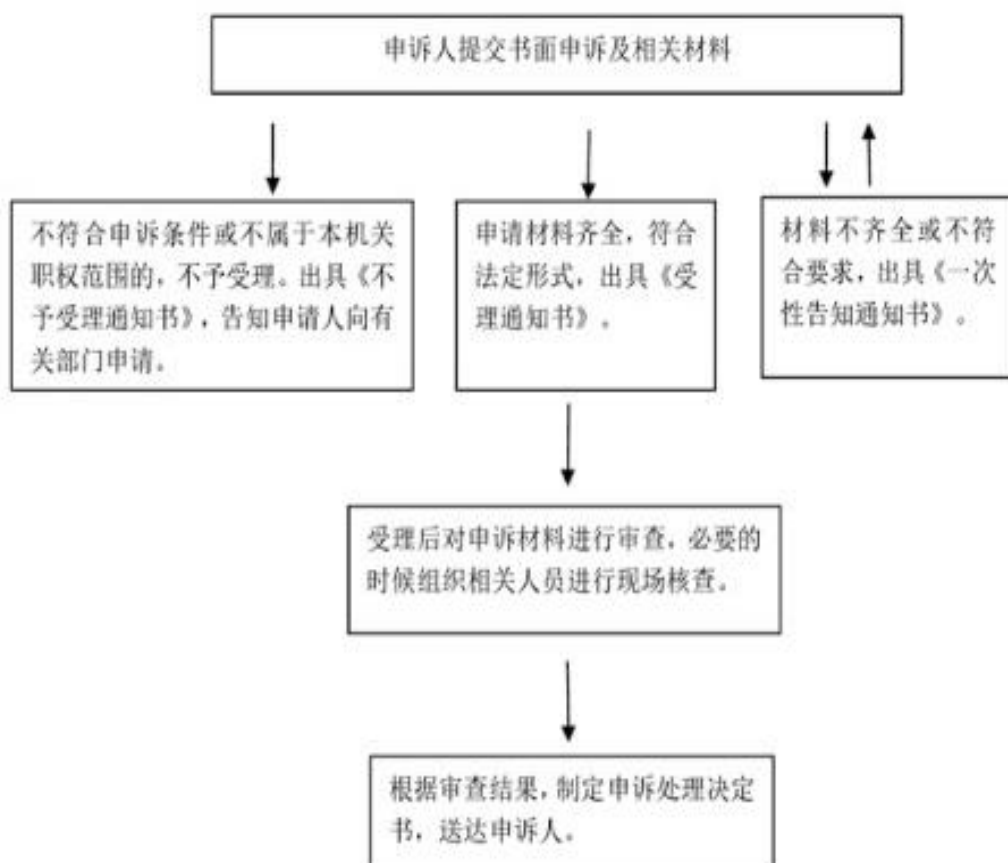 申诉人提交书面申诉及相关材料
不符合申诉条件或不属于本机关
职权范围的，不予受理。出具《不
予受理通知书》，告知申请人向有
关部门申请。
申请材料齐全，符合
法定形式，出具《受
理通知书》。
材料不齐全或不符
合要求，出具《一次
性告知通知书》。
受理后对申诉材料进行审查，必要的
时候组织相关人员进行现场核查。
根据审查结果，制定申诉处理决定
书，送达申诉人。